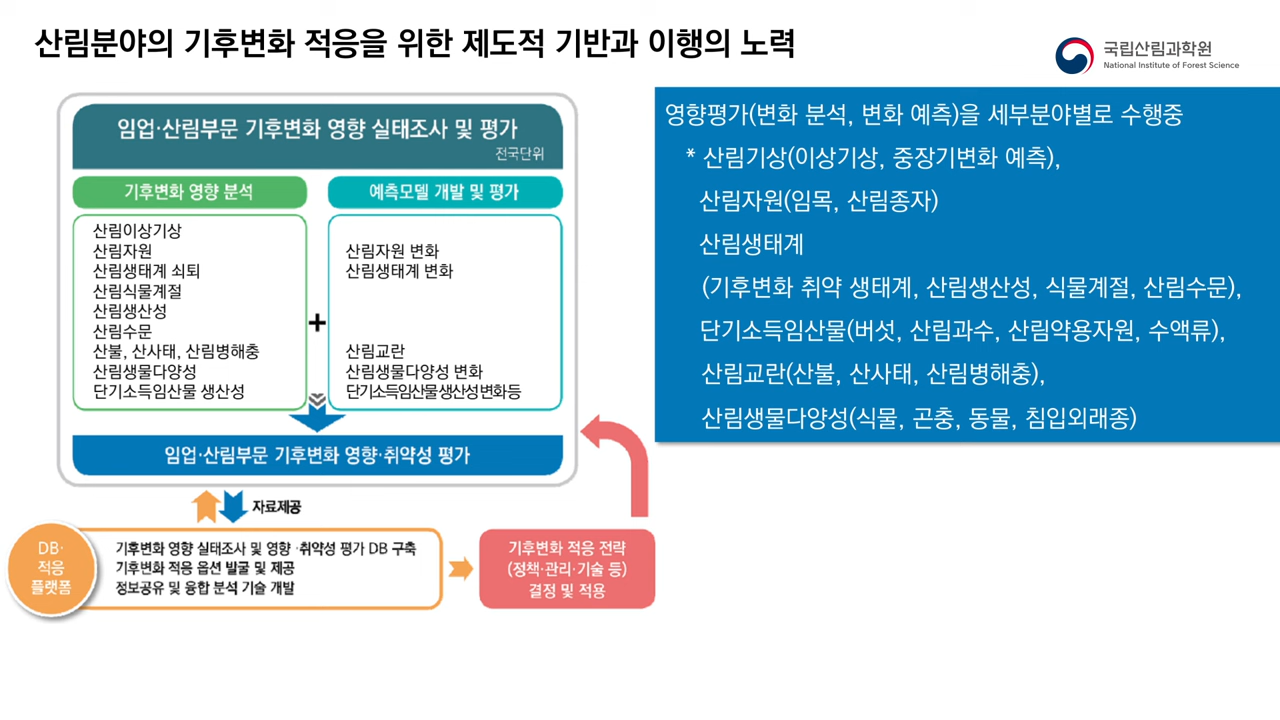 산림분야의 기후변화 적응을 위한 제도적 기반과 이행의 노력
국립산림과학원
National Institute of Forest Science
임업·산림부문 기후변화 영향 실태조사 및 평가
전국단위
기후변화 영향 분석
산림이상기상
산림자원
산림생태계 쇠퇴
산림식물계절
산림생산성
산림수문
산불, 산사태, 산림병해충
산림생물다양성
단기소득임산물 생산성
+
예측모델 개발 및 평가
산림자원 변화
산림생태계 변화
산림교란
산림생물다양성 변화
단기소득임산물 생산성 변화 등
임업·산림부문 기후변화 영향·취약성 평가
자료제공
DB·
적응
플랫폼
기후변화 영향 실태조사 및 영향·취약성 평가 DB 구축
기후변화 적응 옵션 발굴 및 제공
정보공유 및 융합 분석 기술 개발
기후변화 적응 전략
(정책·관리·기술 등)
결정 및 적용
영향평가(변화 분석, 변화 예측)을 세부분야별로 수행중
* 산림기상(이상기상, 중장기변화 예측),
산림자원(임목, 산림종자)
산림생태계
(기후변화 취약 생태계, 산림생산성, 식물계절, 산림수문),
단기소득임산물(버섯, 산림과수, 산림약용자원, 수액류),
산림교란(산불, 산사태, 산림병해충),
산림생물다양성(식물, 곤충, 동물, 침입외래종)